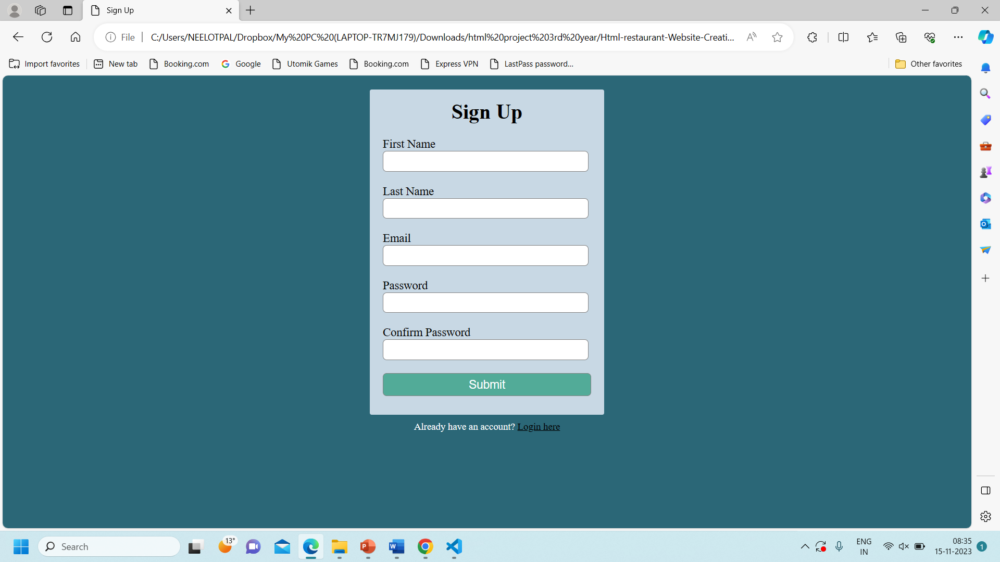 Sign Up
File
C:/Users/NEELOTPAL/Dropbox/My%20PC%20(LAPTOP-TR7MJ179)/Downloads/html%20project%203rd%20year/Html-restaurant-Website-Creati...
Import favorites
New tab
Booking.com
Google
Utomik Games
Booking.com
Express VPN
LastPass password...
Other favorites
Sign Up
First Name
Last Name
Email
Password
Confirm Password
Submit
Already have an account? Login here
Search
13°
ENG
IN
08:35
15-11-2023
1